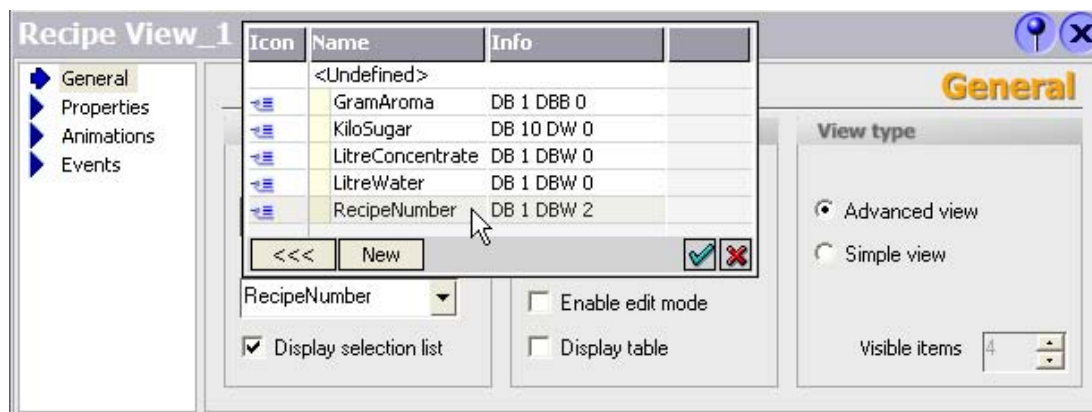 Recipe View_1
General
Properties
Animations
Events
Icon Name Info
<Undefined>
GramAroma DB 1 DBB 0
KiloSugar DB 10 DW 0
LitreConcentrate DB 1 DBW 0
LitreWater DB 1 DBW 0
RecipeNumber DB 1 DBW 2
<<< New
RecipeNumber
Display selection list
Enable edit mode
Display table
General
View type
Advanced view
Simple view
Visible items 4